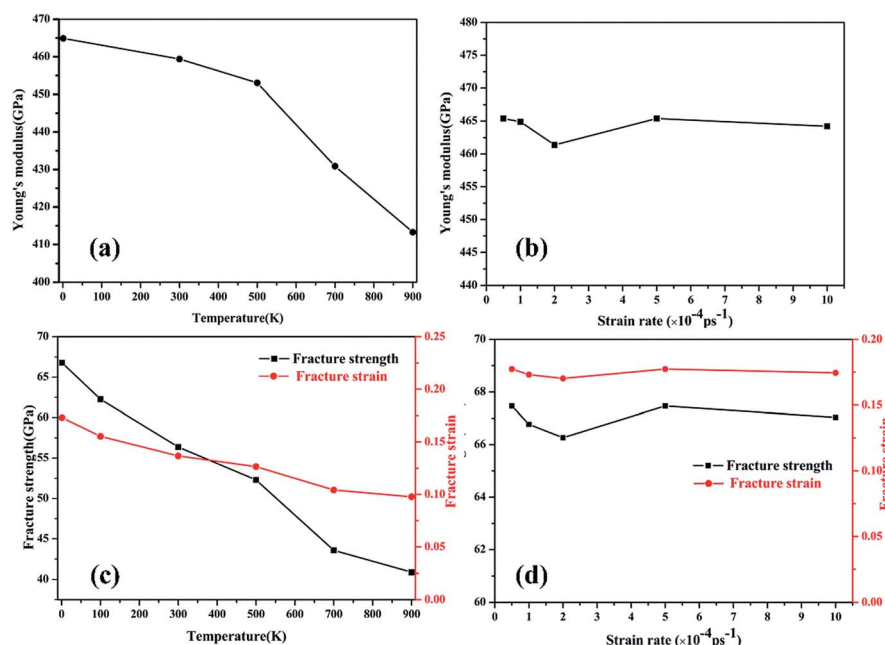 470
460
450
440
430
420
410
400
Young's modulus(GPa)
(a)
0 100 200 300 400 500 600 700 800 900
Temperature(K)
480
475
470
465
460
455
450
445
440
Young's modulus(GPa)
(b)
0 1 2 3 4 5 6 7 8 9 10
Strain rate (×10⁻⁴ps⁻¹)
70
65
60
55
50
45
40
Fracture strength(GPa)
Fracture strength
Fracture strain
0.25
0.20
0.15
0.10
0.05
0.00
Fracture strain
(c)
0 100 200 300 400 500 600 700 800 900
Temperature(K)
70
68
66
64
62
60
Fracture strength
Fracture strain
0.20
0.15
0.10
0.05
0.00
Fracture strain
(d)
0 1 2 3 4 5 6 7 8 9 10
Strain rate (×10⁻⁴ps⁻¹)